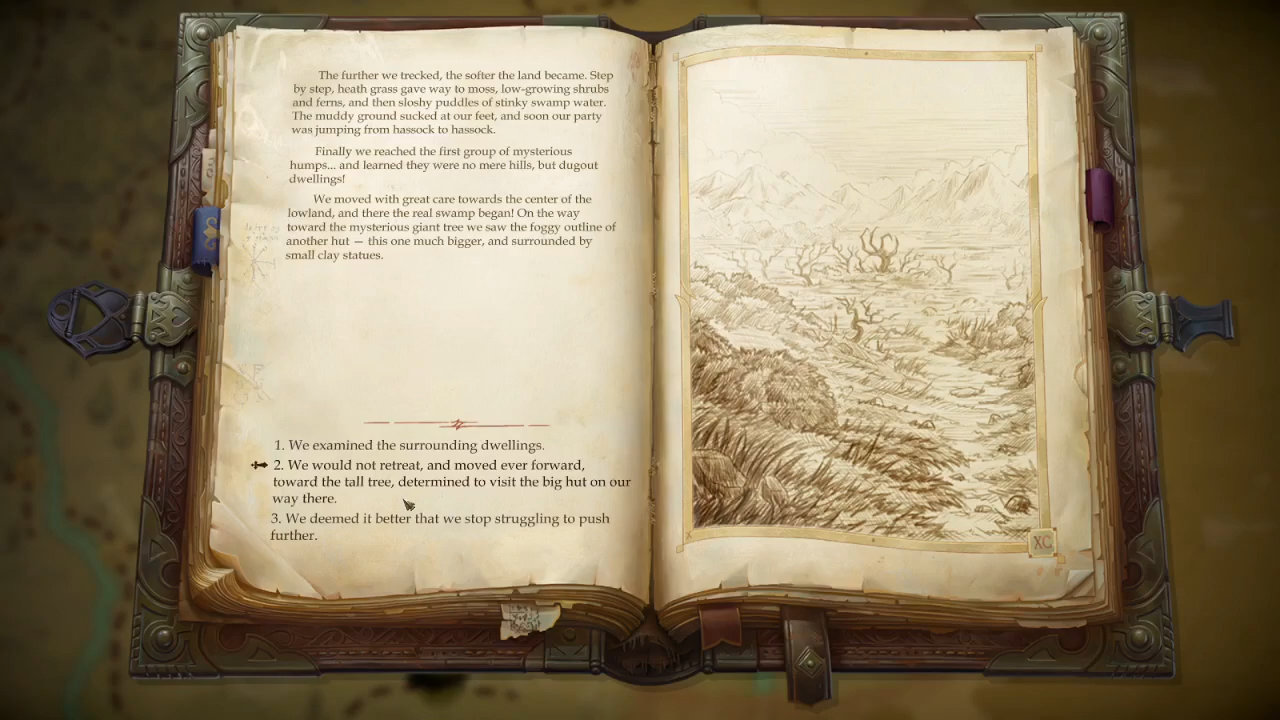 The further we trecked, the softer the land became. Step
by step, heath grass gave way to moss, low-growing shrubs
and ferns, and then sloshy puddles of stinky swamp water.
The muddy ground sucked at our feet, and soon our party
was jumping from hassock to hassock.
Finally we reached the first group of mysterious
humps... and learned they were no mere hills, but dugout
dwellings!
We moved with great care towards the center of the
lowland, and there the real swamp began! On the way
toward the mysterious giant tree we saw the foggy outline of
another hut — this one much bigger, and surrounded by
small clay statues.
1. We examined the surrounding dwellings.
2. We would not retreat, and moved ever forward,
toward the tall tree, determined to visit the big hut on our
way there.
3. We deemed it better that we stop struggling to push
further.
XC